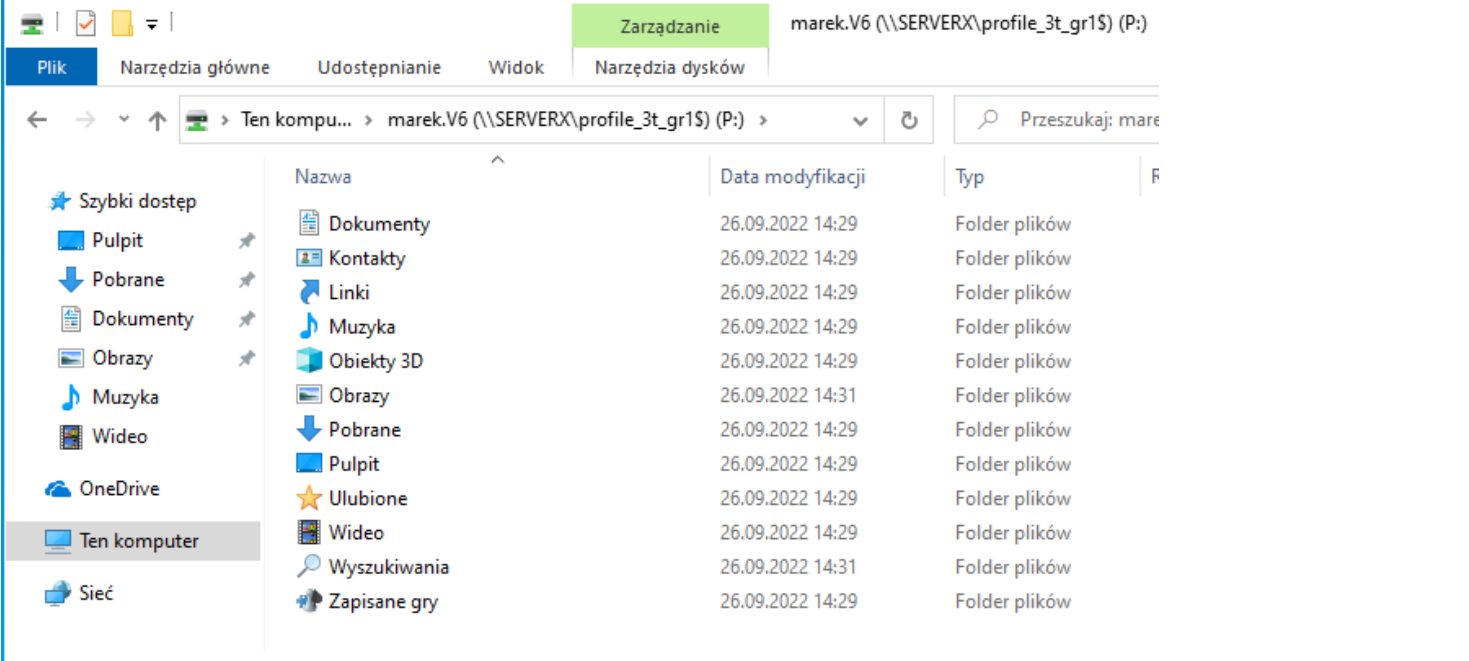 Zarządzanie marek.V6 (\\SERVERX\profile_3t_gr1$) (P:)
Plik Narzędzia główne Udostępnianie Widok Narzędzia dysków
Ten kompu... > marek.V6 (\\SERVERX\profile_3t_gr1$) (P:) > Przeszukaj: mare
Nazwa Data modyfikacji Typ
Szybki dostęp
Pulpit
Pobrane
Dokumenty
Obrazy
Muzyka
Wideo
OneDrive
Ten komputer
Sieć
Dokumenty 26.09.2022 14:29 Folder plików
Kontakty 26.09.2022 14:29 Folder plików
Linki 26.09.2022 14:29 Folder plików
Muzyka 26.09.2022 14:29 Folder plików
Obiekty 3D 26.09.2022 14:29 Folder plików
Obrazy 26.09.2022 14:31 Folder plików
Pobrane 26.09.2022 14:29 Folder plików
Pulpit 26.09.2022 14:29 Folder plików
Ulubione 26.09.2022 14:29 Folder plików
Wideo 26.09.2022 14:29 Folder plików
Wyszukiwania 26.09.2022 14:31 Folder plików
Zapisane gry 26.09.2022 14:29 Folder plików